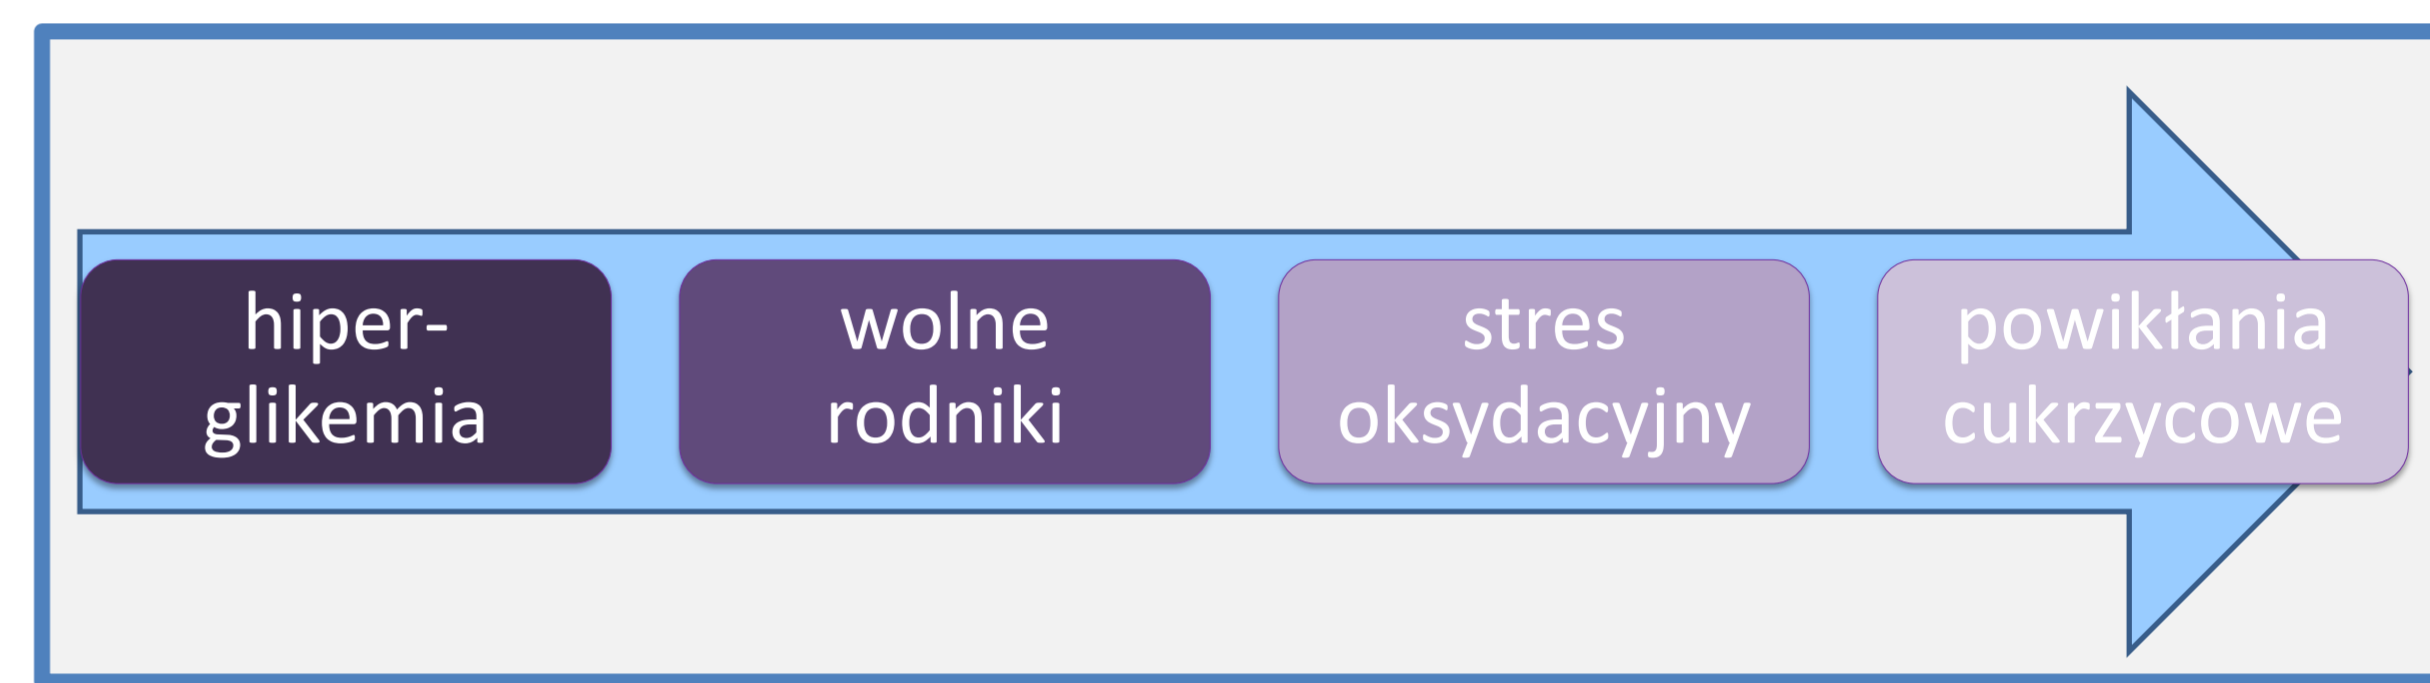 hiper-
glikemia
wolne
rodniki
stres
oksydacyjny
powikłania
cukrzycowe